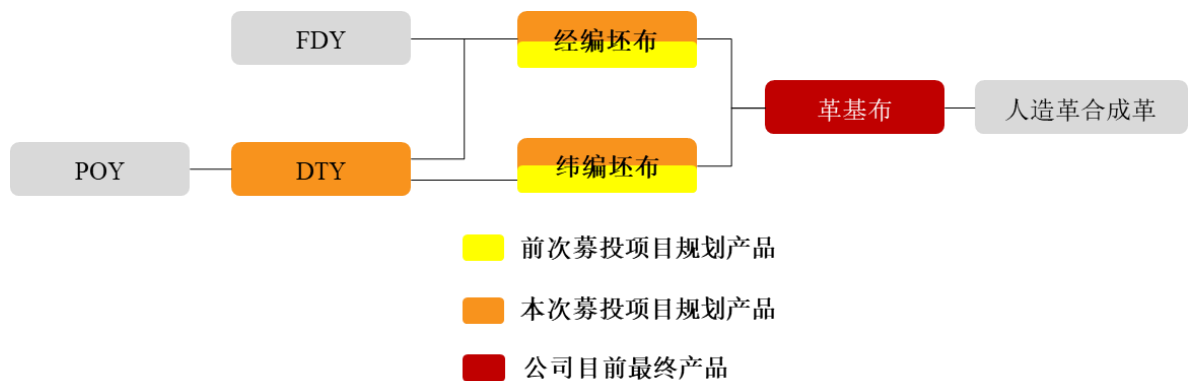 FDY
经编坯布
革基布
人造革合成革
POY
DTY
纬编坯布
前次募投项目规划产品
本次募投项目规划产品
公司目前最终产品